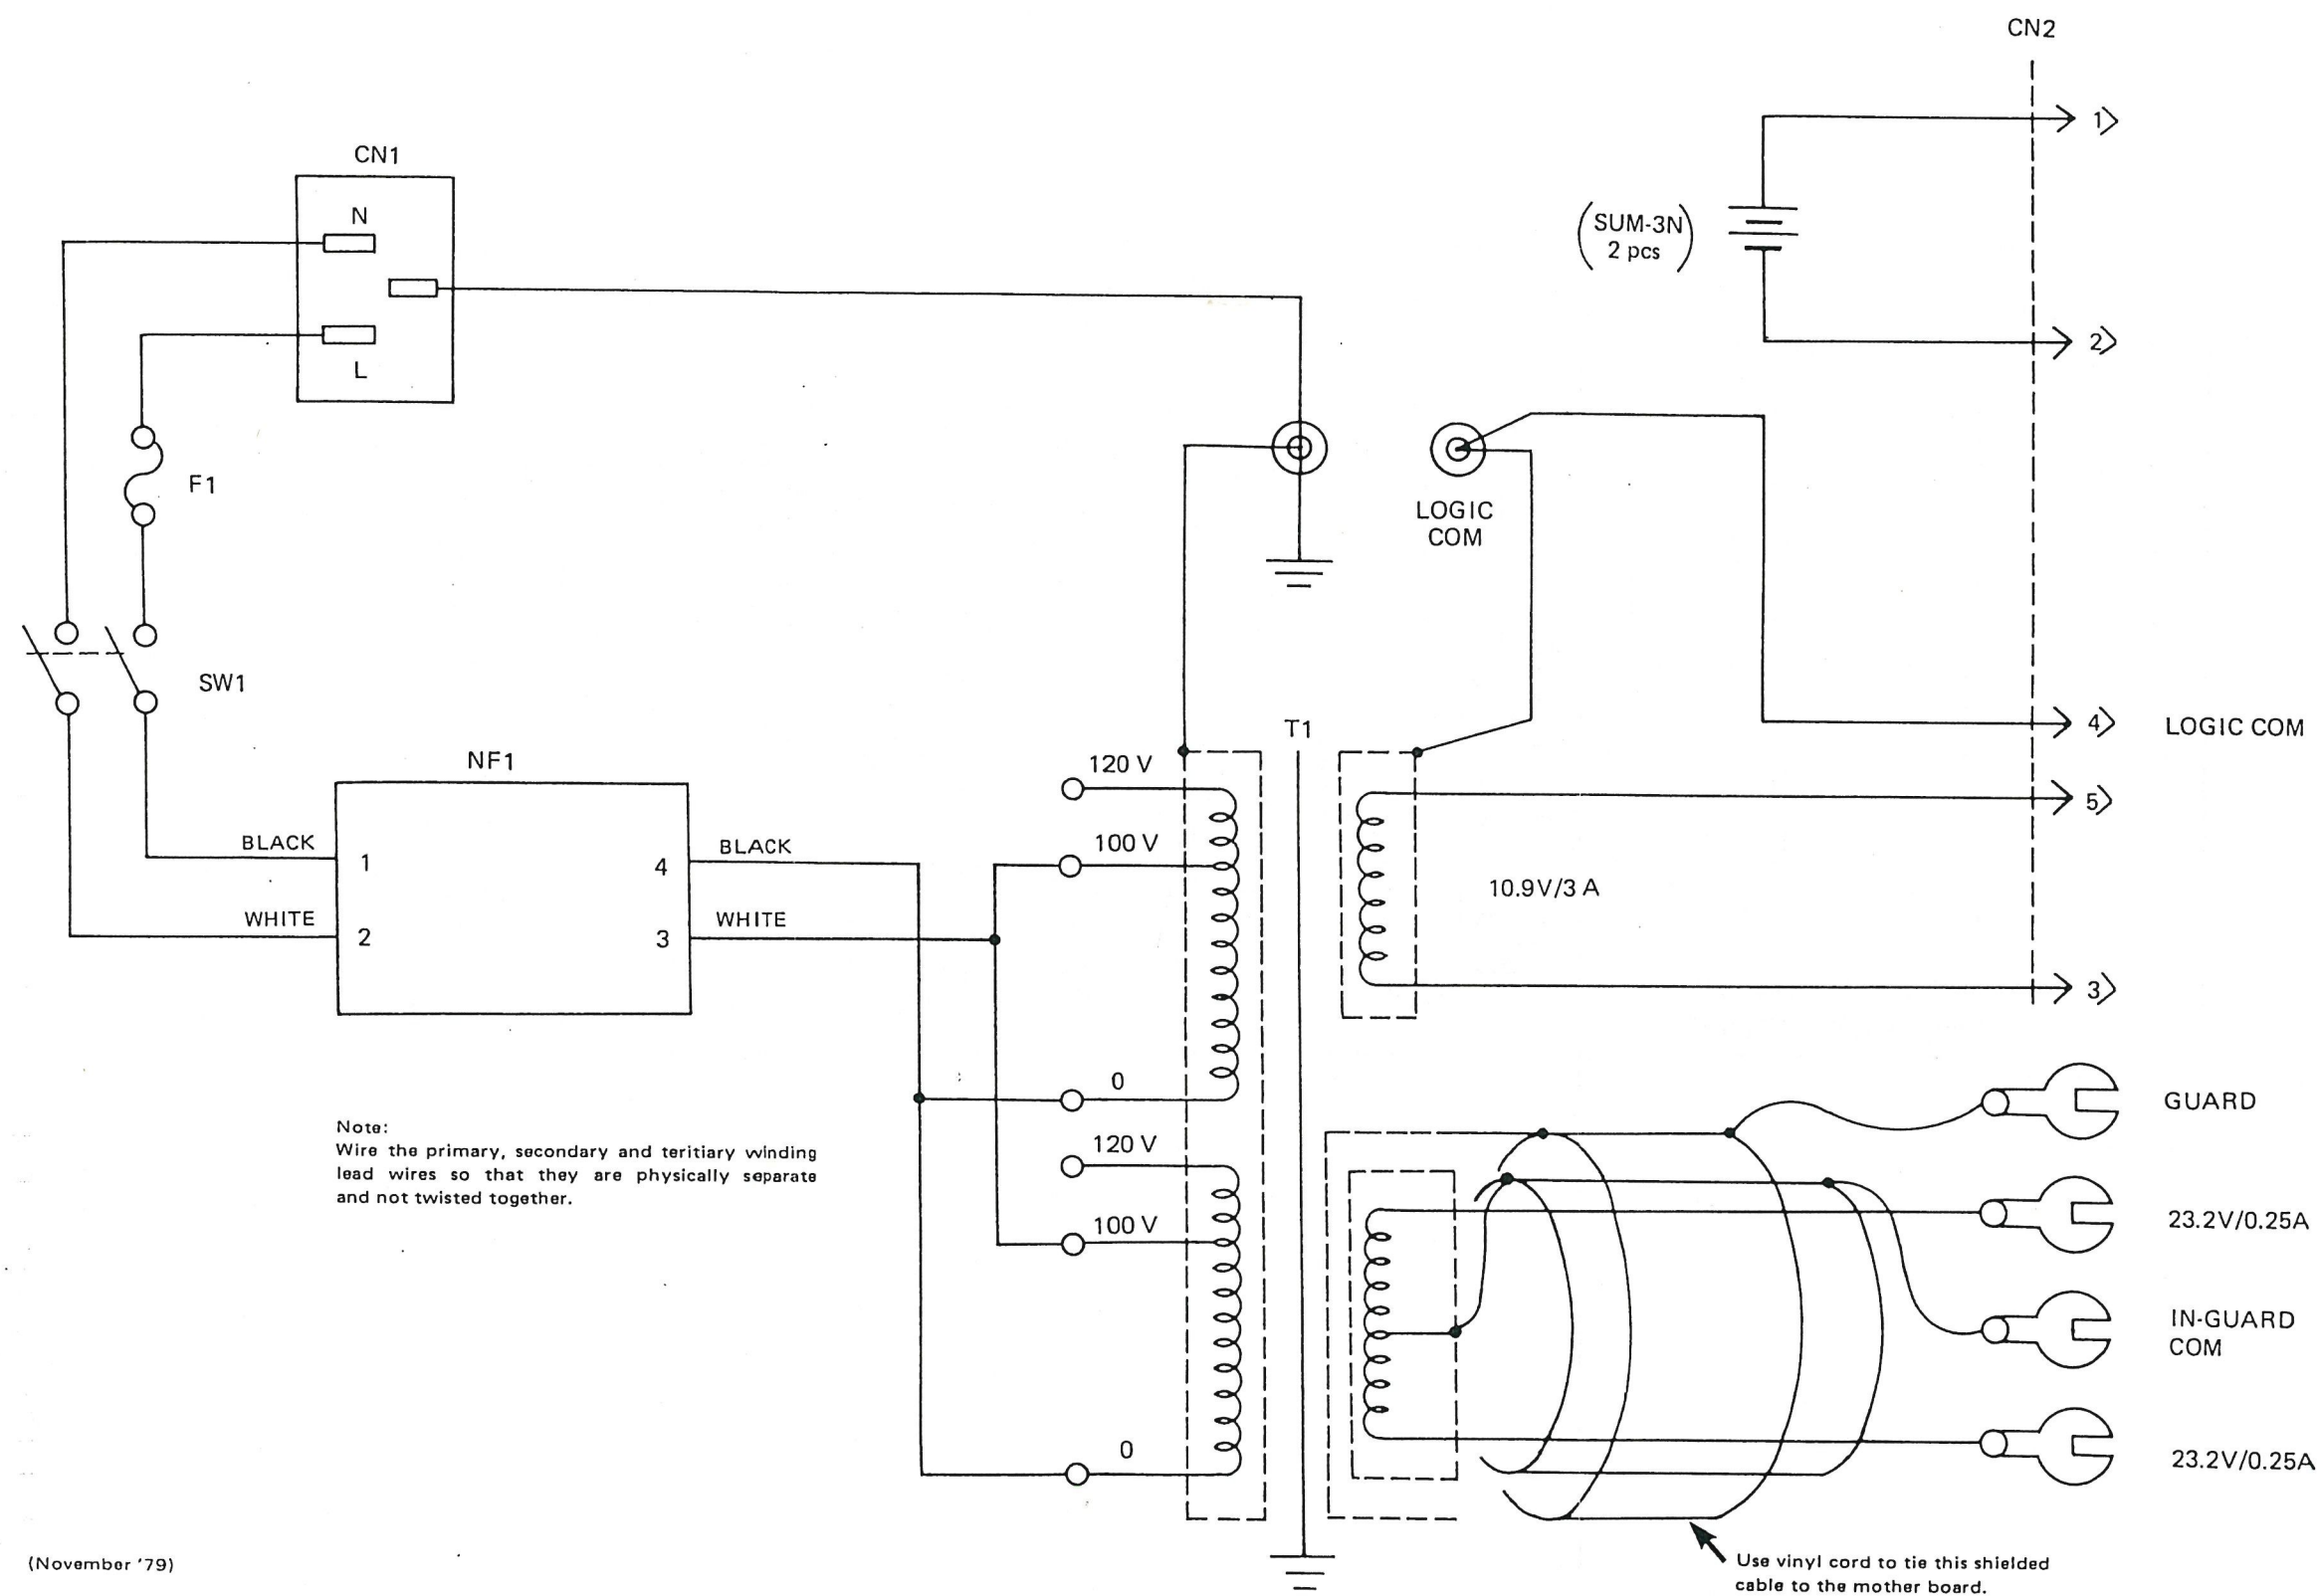 CN2
1
CN1
N
SUM-3N
2 pcs
2
L
F1
LOGIC
COM
SW1
T1
4
LOGIC COM
NF1
120 V
5
BLACK
1
4
BLACK
100 V
10.9V/3 A
WHITE
2
3
WHITE
3
0
GUARD
Note:
Wire the primary, secondary and teritiary winding
lead wires so that they are physically separate
and not twisted together.
120 V
100 V
23.2V/0.25A
IN-GUARD
COM
0
23.2V/0.25A
(November '79)
Use vinyl cord to tie this shielded
cable to the mother board.